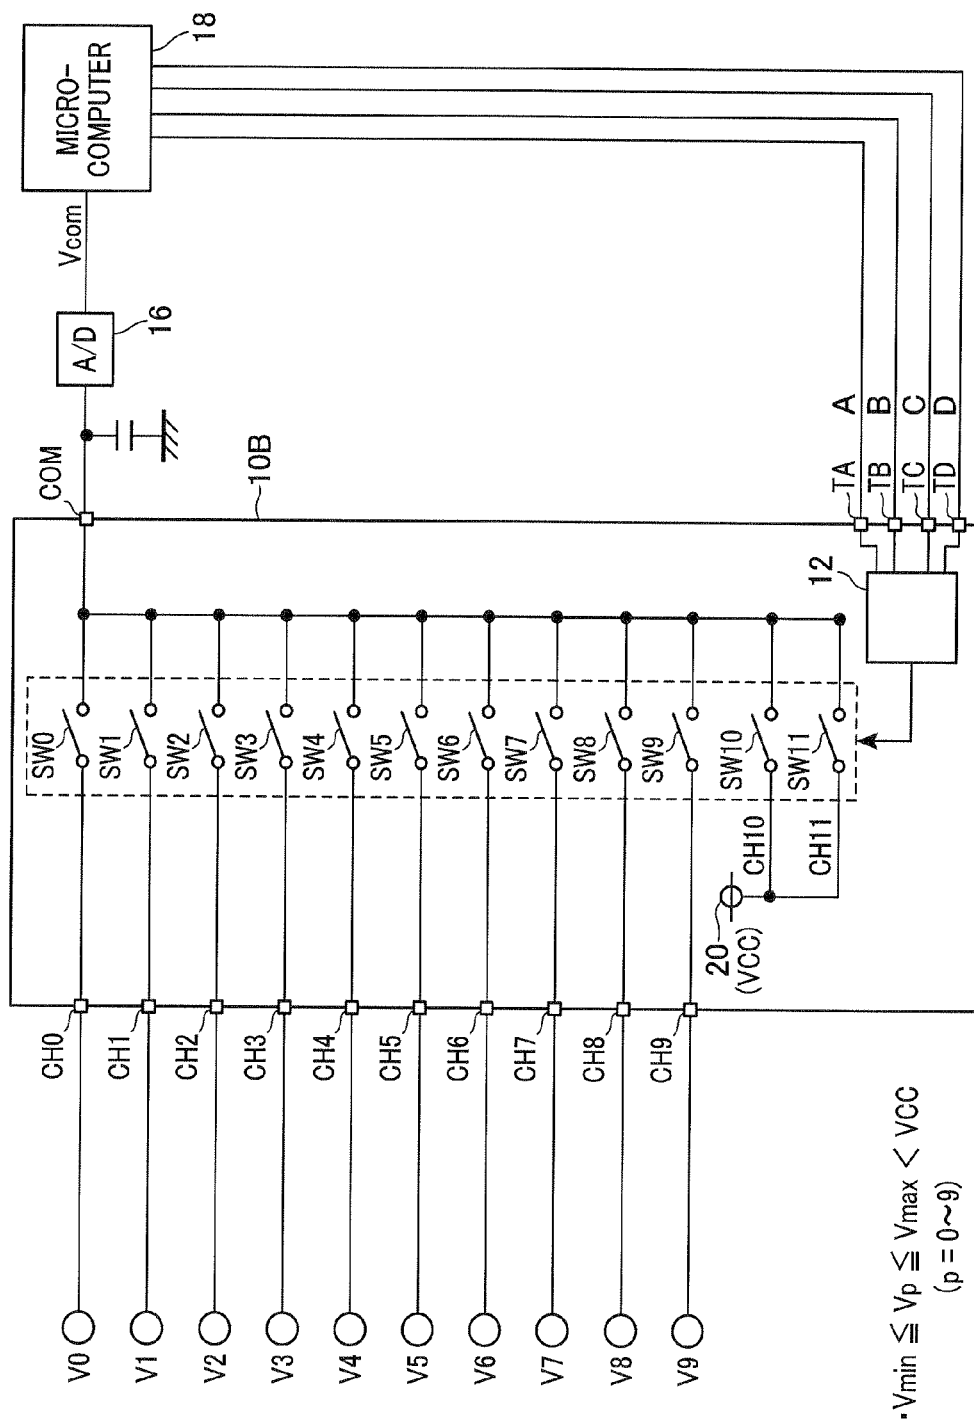 V0
V1
V2
V3
V4
V5
V6
V7
V8
V9
CH0
CH1
CH2
CH3
CH4
CH5
CH6
CH7
CH8
CH9
20
(VCC)
CH10
CH11
SW0
SW1
SW2
SW3
SW4
SW5
SW6
SW7
SW8
SW9
SW10
SW11
12
COM
10B
TA
TB
TC
TD
A
B
C
D
A/D
16
Vcom
MICRO-
COMPUTER
18
・Vmin ≦ Vp ≦ Vmax < VCC
(p = 0~9)